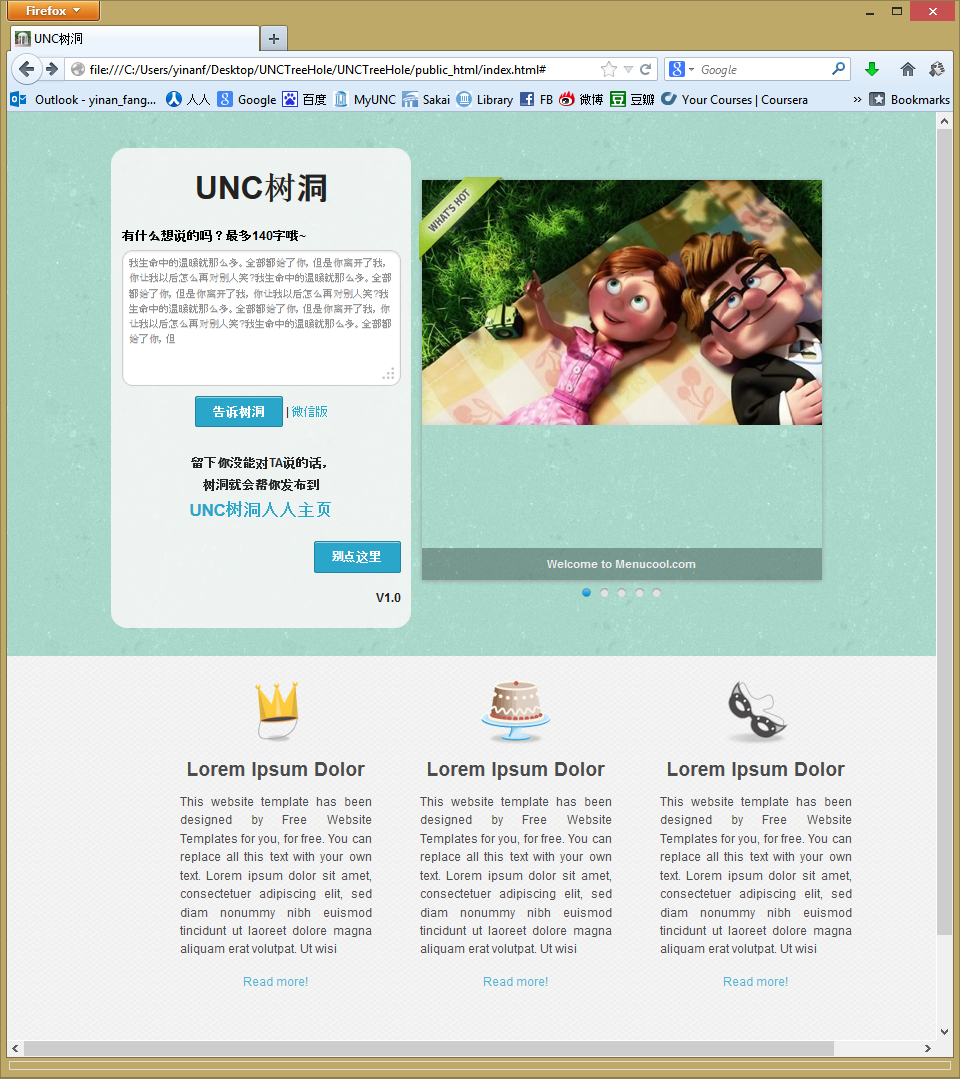 Firefox
UNC树洞
file:///C:/Users/yinanf/Desktop/UNCTreeHole/UNCTreeHole/public_html/index.html#
Google
Outlook - yinan_fang... 人人 Google 百度 MyUNC Sakai Library FB 微博 豆瓣 Your Courses | Coursera » Bookmarks
UNC树洞
有什么想说的吗？最多140字哦~
我生命中的温暖就那么多。全部都给了你, 但是你离开了我,
你让我以后怎么再对别人笑?我生命中的温暖就那么多。全部
都给了你, 但是你离开了我, 你让我以后怎么再对别人笑?我
生命中的温暖就那么多。全部都给了你, 但是你离开了我, 你
让我以后怎么再对别人笑?我生命中的温暖就那么多。全部都
给了你, 但
告诉树洞 | 微信版
留下你没能对TA说的话,
树洞就会帮你发布到
UNC树洞人人主页
别点这里
V1.0
WHAT'S HOT
Welcome to Menucool.com
Lorem Ipsum Dolor
This website template has been
designed by Free Website
Templates for you, for free. You can
replace all this text with your own
text. Lorem ipsum dolor sit amet,
consectetuer adipiscing elit, sed
diam nonummy nibh euismod
tincidunt ut laoreet dolore magna
aliquam erat volutpat. Ut wisi
Read more!
Lorem Ipsum Dolor
This website template has been
designed by Free Website
Templates for you, for free. You can
replace all this text with your own
text. Lorem ipsum dolor sit amet,
consectetuer adipiscing elit, sed
diam nonummy nibh euismod
tincidunt ut laoreet dolore magna
aliquam erat volutpat. Ut wisi
Read more!
Lorem Ipsum Dolor
This website template has been
designed by Free Website
Templates for you, for free. You can
replace all this text with your own
text. Lorem ipsum dolor sit amet,
consectetuer adipiscing elit, sed
diam nonummy nibh euismod
tincidunt ut laoreet dolore magna
aliquam erat volutpat. Ut wisi
Read more!